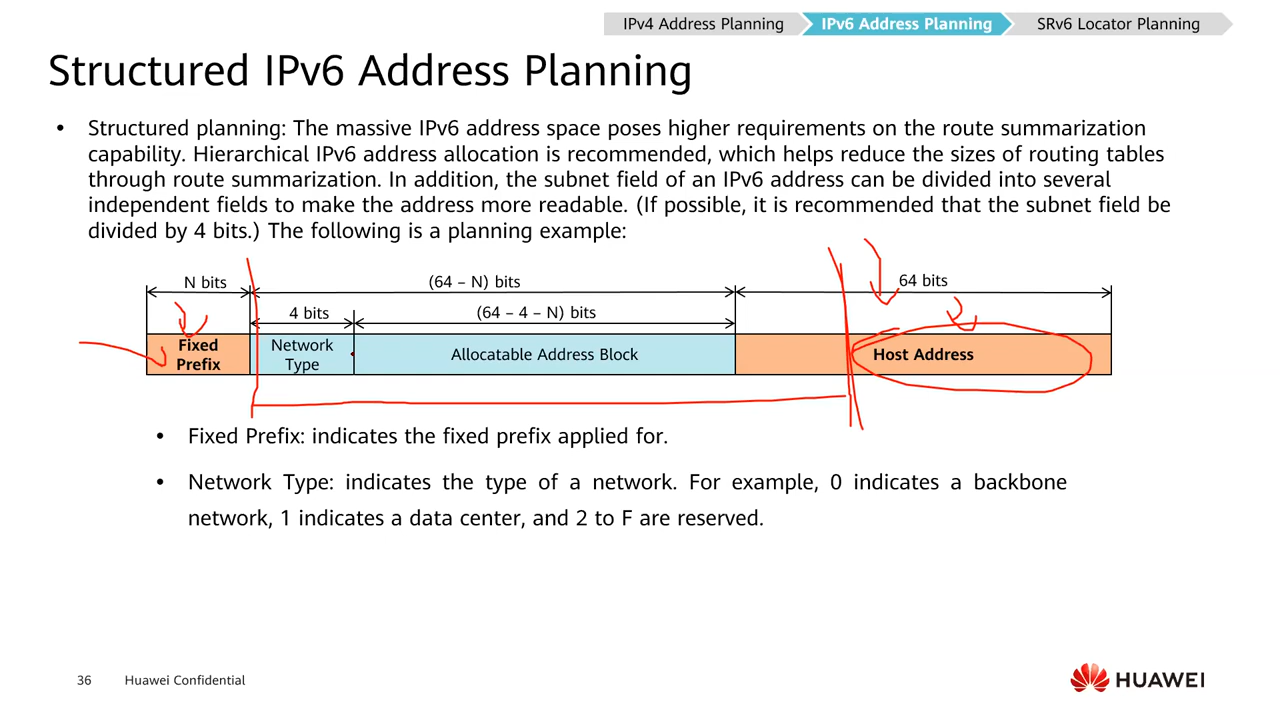 IPv4 Address Planning
IPv6 Address Planning
SRv6 Locator Planning
Structured IPv6 Address Planning
• Structured planning: The massive IPv6 address space poses higher requirements on the route summarization
capability. Hierarchical IPv6 address allocation is recommended, which helps reduce the sizes of routing tables
through route summarization. In addition, the subnet field of an IPv6 address can be divided into several
independent fields to make the address more readable. (If possible, it is recommended that the subnet field be
divided by 4 bits.) The following is a planning example:
N bits
(64 – N) bits
64 bits
4 bits
(64 – 4 – N) bits
Fixed
Prefix
Network
Type
Allocatable Address Block
Host Address
• Fixed Prefix: indicates the fixed prefix applied for.
• Network Type: indicates the type of a network. For example, 0 indicates a backbone
network, 1 indicates a data center, and 2 to F are reserved.
36
Huawei Confidential
HUAWEI